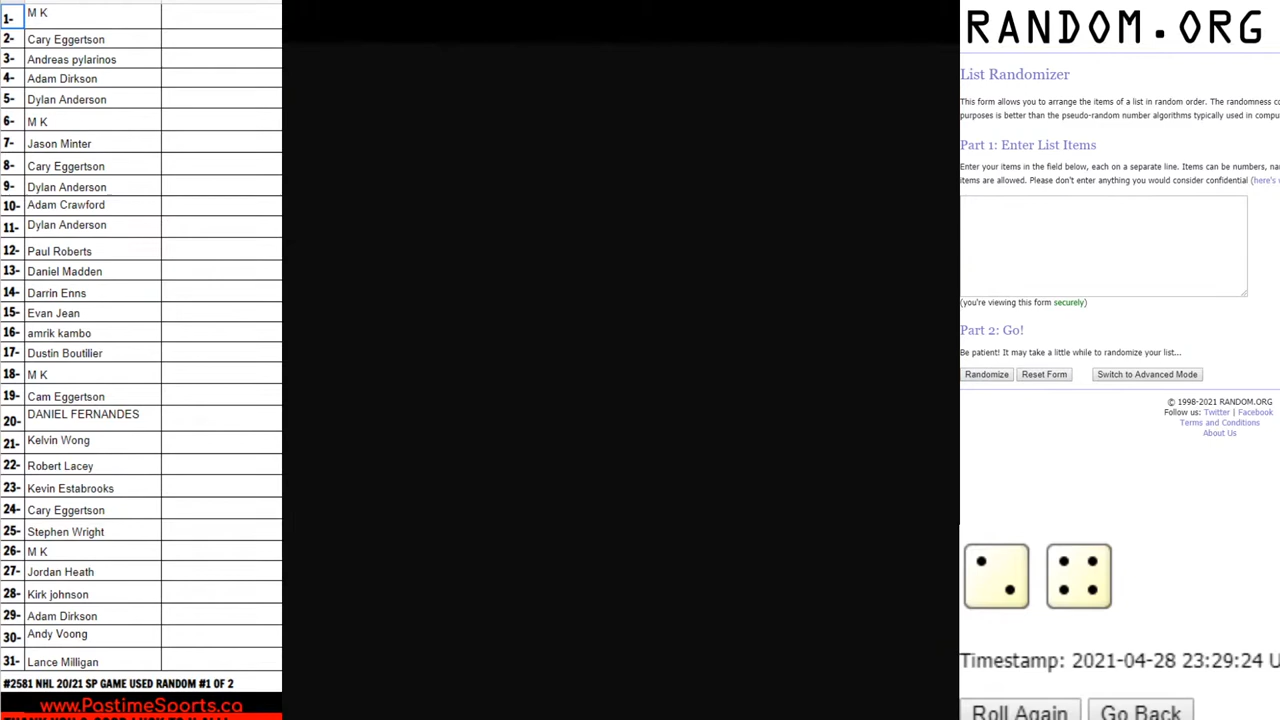 1- M K
2- Cary Eggertson
3- Andreas pylarinos
4- Adam Dirkson
5- Dylan Anderson
6- M K
7- Jason Minter
8- Cary Eggertson
9- Dylan Anderson
10- Adam Crawford
11- Dylan Anderson
12- Paul Roberts
13- Daniel Madden
14- Darrin Enns
15- Evan Jean
16- amrik kambo
17- Dustin Boutilier
18- M K
19- Cam Eggertson
20- DANIEL FERNANDES
21- Kelvin Wong
22- Robert Lacey
23- Kevin Estabrooks
24- Cary Eggertson
25- Stephen Wright
26- M K
27- Jordan Heath
28- Kirk johnson
29- Adam Dirkson
30- Andy Voong
31- Lance Milligan
#2581 NHL 20/21 SP GAME USED RANDOM #1 OF 2
www.PastimeSports.ca
RANDOM.ORG
List Randomizer
This form allows you to arrange the items of a list in random order. The randomness
purposes is better than the pseudo-random number algorithms typically used in
Part 1: Enter List Items
Enter your items in the field below, each on a separate line. Items can be numbers,
items are allowed. Please don't enter anything you would consider confidential (here's
(you're viewing this form securely)
Part 2: Go!
Be patient! It may take a little while to randomize your list...
Randomize Reset Form Switch to Advanced Mode
© 1998-2021 RANDOM.ORG
Follow us: Twitter | Facebook
Terms and Conditions
About Us
Timestamp: 2021-04-28 23:29:24 U
Roll Again Go Back